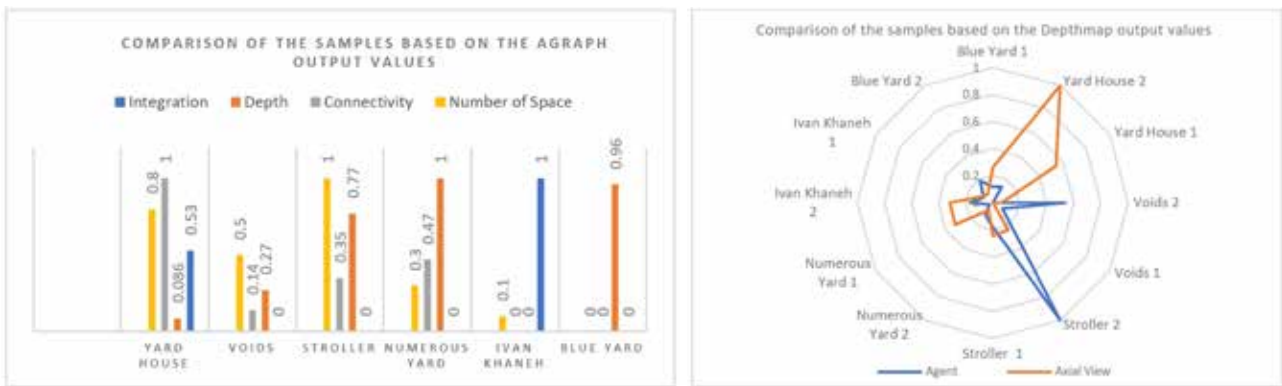 COMPARISON OF THE SAMPLES BASED ON THE AGRAPH
OUTPUT VALUES
Integration Depth Connectivity Number of Space
0.8 1 0.086 0.53
0.5 0.14 0.27 0
1 0.35 0.77 0
0.3 0.47 1 0
0.1 0 0 1
0 0 0.96 0
YARD
HOUSE
VOIDS
STROLLER
NUMEROUS
YARD
IVAN
KHANEH
BLUE YARD
Comparison of the samples based on the Depthmap output values
Blue Yard 1
Yard House 2
Yard House 1
Voids 2
Voids 1
Stroller 2
Stroller 1
Numerous
Yard 2
Numerous
Yard 1
Ivan Khaneh
2
Ivan Khaneh
1
Blue Yard 2
1
0.8
0.6
0.4
0.2
0
Agent Axial View